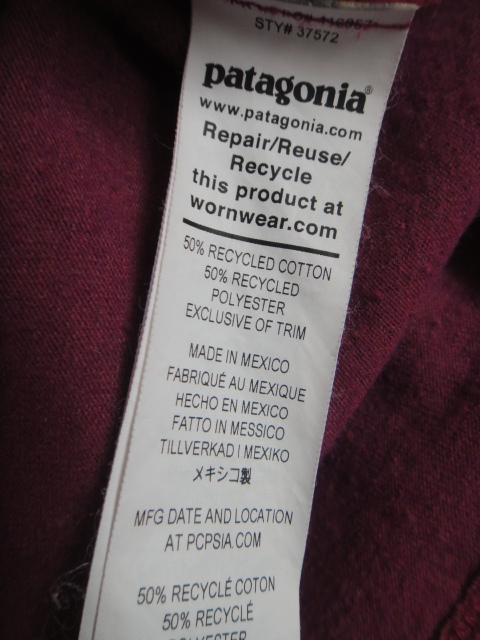 STY# 37572
patagonia®
www.patagonia.com
Repair/Reuse/
Recycle
this product at
wornwear.com
50% RECYCLED COTTON
50% RECYCLED
POLYESTER
EXCLUSIVE OF TRIM
MADE IN MEXICO
FABRIQUÉ AU MEXIQUE
HECHO EN MEXICO
FATTO IN MESSICO
TILLVERKAD I MEXIKO
メキシコ製
MFG DATE AND LOCATION
AT PCPSIA.COM
50% RECYCLÉ COTON
50% RECYCLÉ
POLYESTER